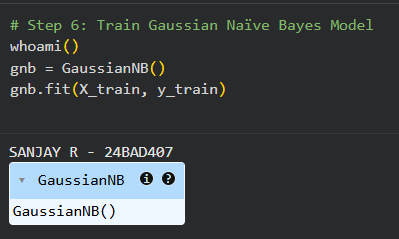 # Step 6: Train Gaussian Naïve Bayes Model
whoami()
gnb = GaussianNB()
gnb.fit(X_train, y_train)
SANJAY R - 24BAD407
▾ GaussianNB i ?
GaussianNB()